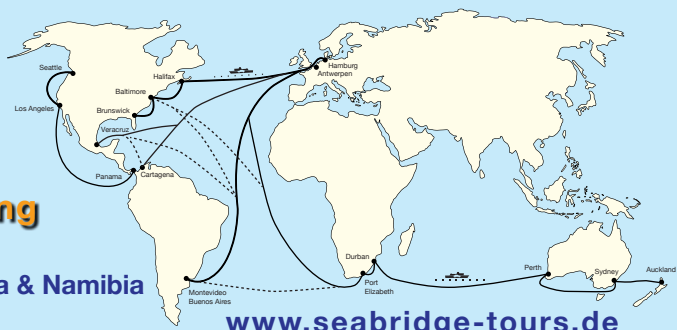 Seattle
Halifax
Hamburg
Antwerpen
Baltimore
Los Angeles
Brunswick
Veracruz
Panama
Cartagena
ng
Durban
Perth
Sydney
Auckland
a & Namibia
Port
Elizabeth
Montevideo
Buenos Aires
www.seabridge-tours.de